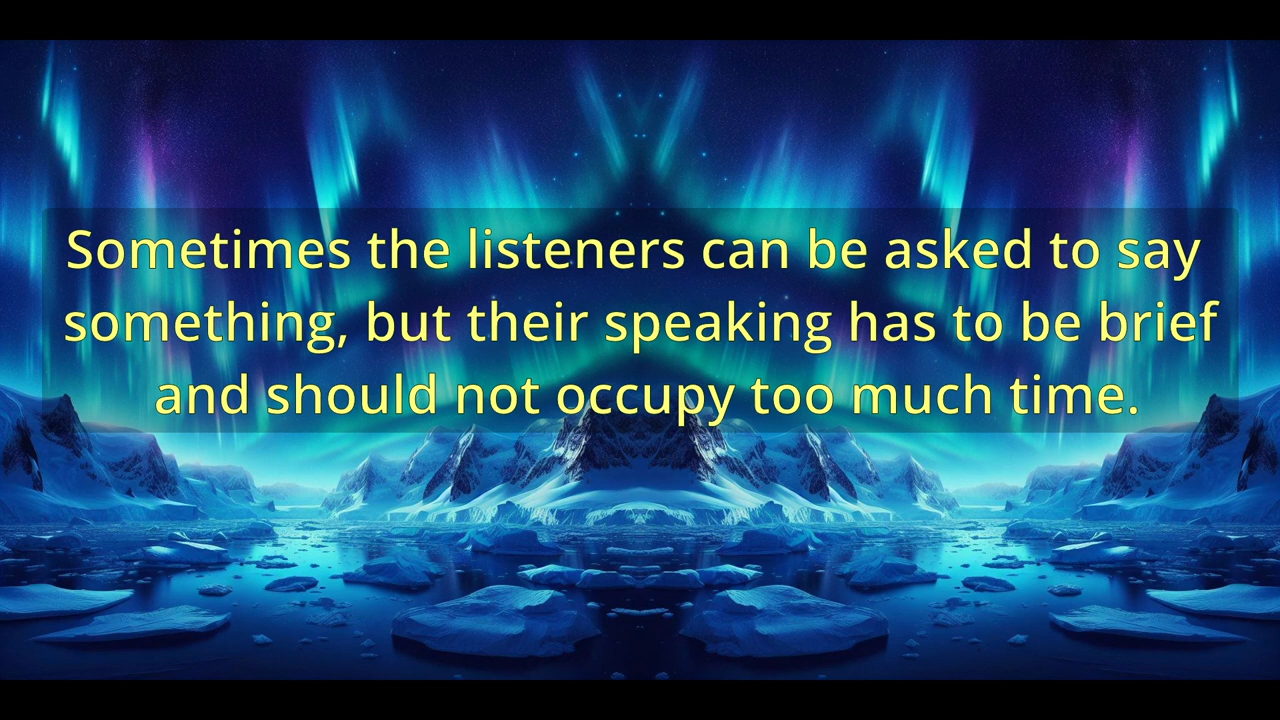 Sometimes the listeners can be asked to say
something, but their speaking has to be brief
and should not occupy too much time.